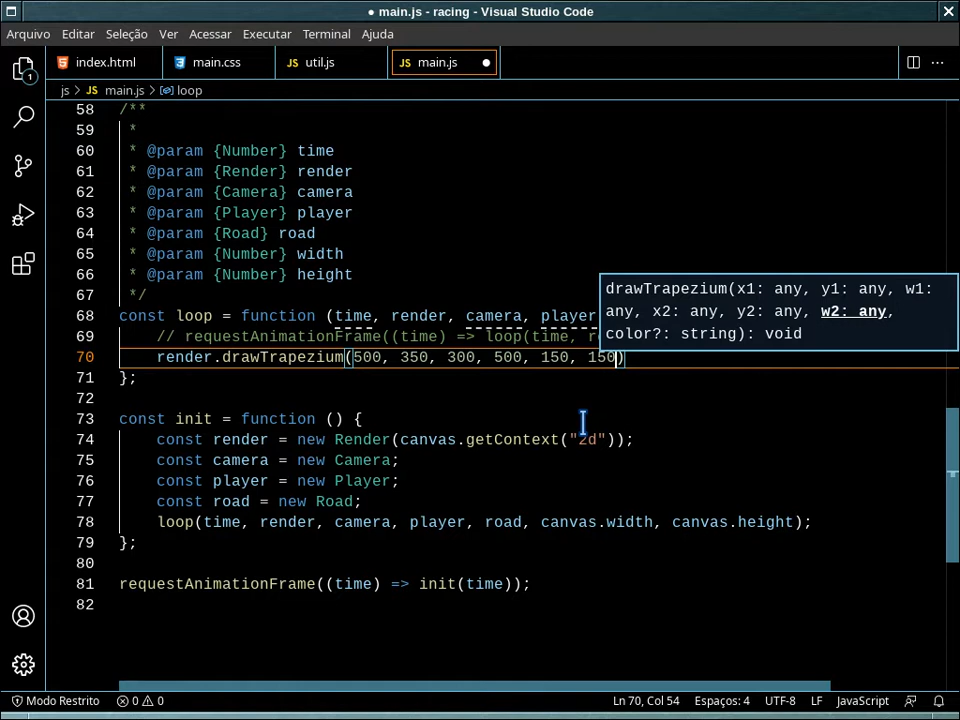 ● main.js - racing - Visual Studio Code
Arquivo Editar Seleção Ver Acessar Executar Terminal Ajuda
index.html main.css JS util.js JS main.js ●
js > JS main.js > loop
58 /**
59 *
60 * @param {Number} time
61 * @param {Render} render
62 * @param {Camera} camera
63 * @param {Player} player
64 * @param {Road} road
65 * @param {Number} width
66 * @param {Number} height
67 */
drawTrapezium(x1: any, y1: any, w1:
any, x2: any, y2: any, w2: any,
color?: string): void
68 const loop = function (time, render, camera, player
69 // requestAnimationFrame((time) => loop(time, r
70 render.drawTrapezium(500, 350, 300, 500, 150, 150)
71 };
72
73 const init = function () {
74 const render = new Render(canvas.getContext("2d"));
75 const camera = new Camera;
76 const player = new Player;
77 const road = new Road;
78 loop(time, render, camera, player, road, canvas.width, canvas.height);
79 };
80
81 requestAnimationFrame((time) => init(time));
82
1
Modo Restrito 0 0 Ln 70, Col 54 Espaços: 4 UTF-8 LF JavaScript